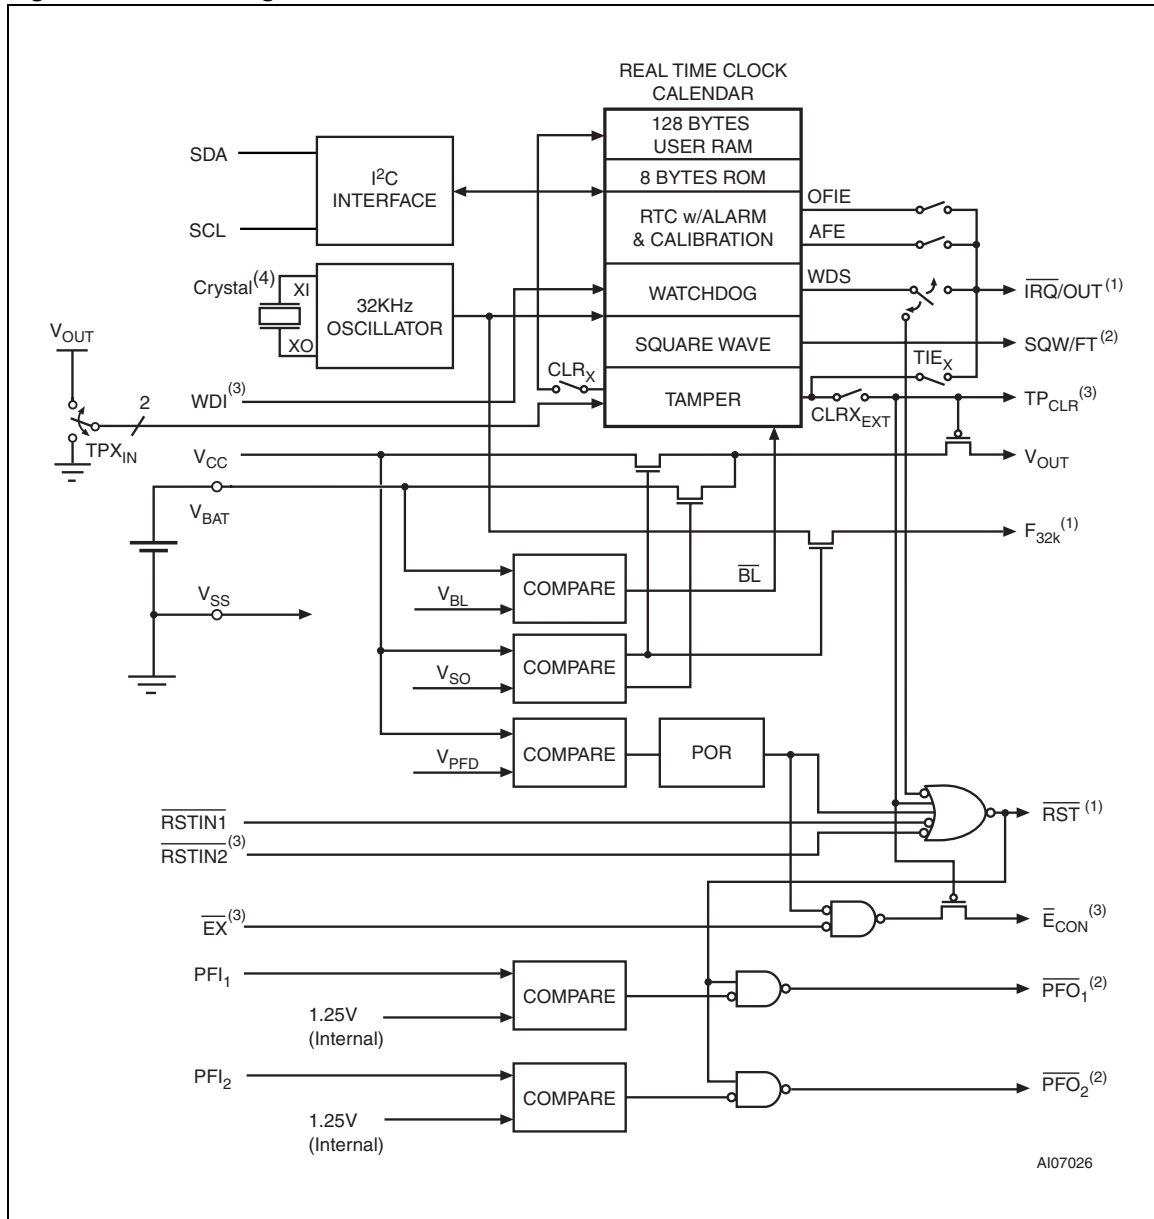 REAL TIME CLOCK
CALENDAR
128 BYTES
USER RAM
8 BYTES ROM
RTC w/ALARM
& CALIBRATION
WATCHDOG
SQUARE WAVE
TAMPER
SDA
SCL
I²C
INTERFACE
Crystal(4)
XI
XO
32KHz
OSCILLATOR
OFIE
AFE
WDS
IRQ/OUT(1)
SQW/FT(2)
TIEX
CLRX
CLRXEXT
TPCLR(3)
VOUT
2
TPXIN
WDI(3)
VCC
VOUT
VBAT
F32k(1)
VSS
VBL
COMPARE
BL
VSO
COMPARE
VPFD
COMPARE
POR
RSTIN1
RSTIN2(3)
RST(1)
EX(3)
ECON(3)
PFI1
1.25V
(Internal)
COMPARE
PFO1(2)
PFI2
1.25V
(Internal)
COMPARE
PFO2(2)
AI07026